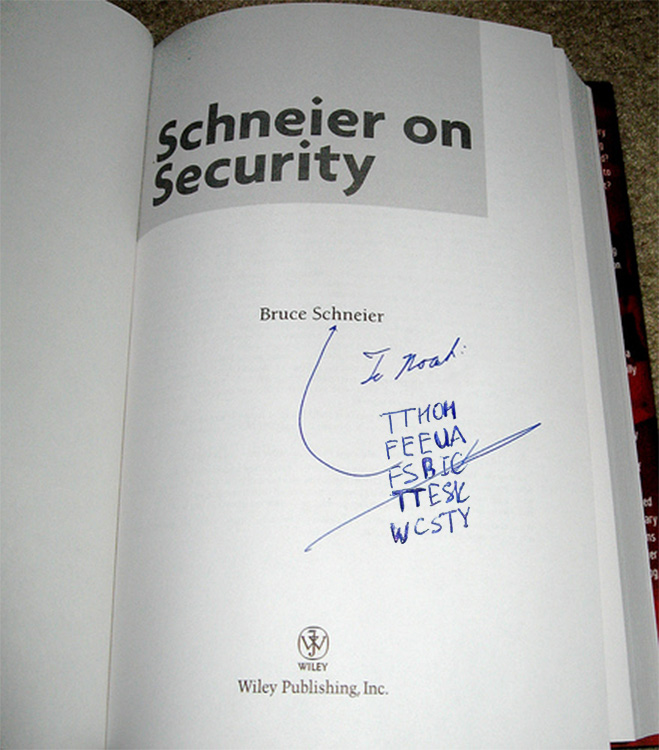 Schneier on
Security
Bruce Schneier
To Noah:
TTHOH
FEEUA
FSBIC
TTESK
WCSTY
WILEY
Wiley Publishing, Inc.